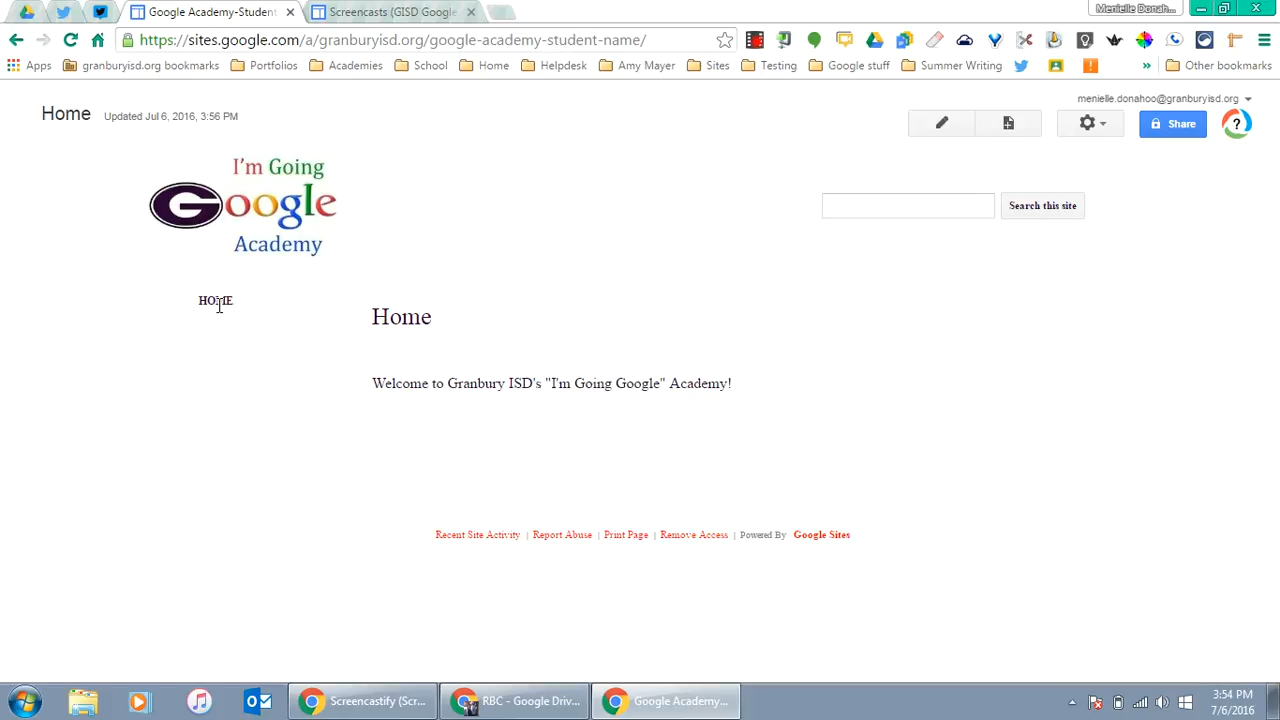 Google Academy-Student
Screencasts (GISD Google
Menielle Donah...
https://sites.google.com/a/granburyisd.org/google-academy-student-name/
Apps granburyisd.org bookmarks Portfolios Academies School Home Helpdesk Amy Mayer Sites Testing Google stuff Summer Writing » Other bookmarks
menielle.donahoo@granburyisd.org
Home Updated Jul 6, 2016, 3:56 PM
Share ?
I'm Going
Google
Academy
Search this site
HOME
Home
Welcome to Granbury ISD's "I'm Going Google" Academy!
Recent Site Activity | Report Abuse | Print Page | Remove Access | Powered By Google Sites
Screencastify (Scr...
RBC - Google Driv...
Google Academy...
3:54 PM
7/6/2016